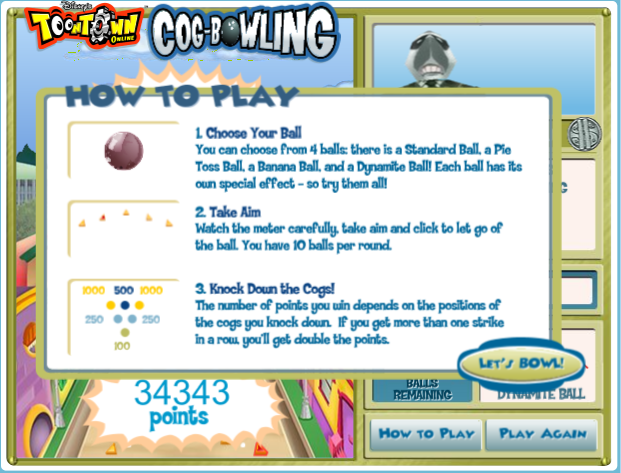 Disney's
TOONTOWN
ONLINE
COG-BOWLING
HOW TO PLAY
1. Choose Your Ball
You can choose from 4 balls: there is a Standard Ball, a Pie
Toss Ball, a Banana Ball, and a Dynamite Ball! Each ball has its
own special effect - so try them all!
2. Take Aim
Watch the meter carefully, take aim and click to let go of
the ball. You have 10 balls per round.
1000 500 1000
250 250
100
3. Knock Down the Cogs!
The number of points you win depends on the positions of
the cogs you knock down. If you get more than one strike
in a row, you'll get double the points.
LET'S BOWL!
34343
points
BALLS
REMAINING
DYNAMITE BALL
HOW TO PLAY
PLAY AGAIN